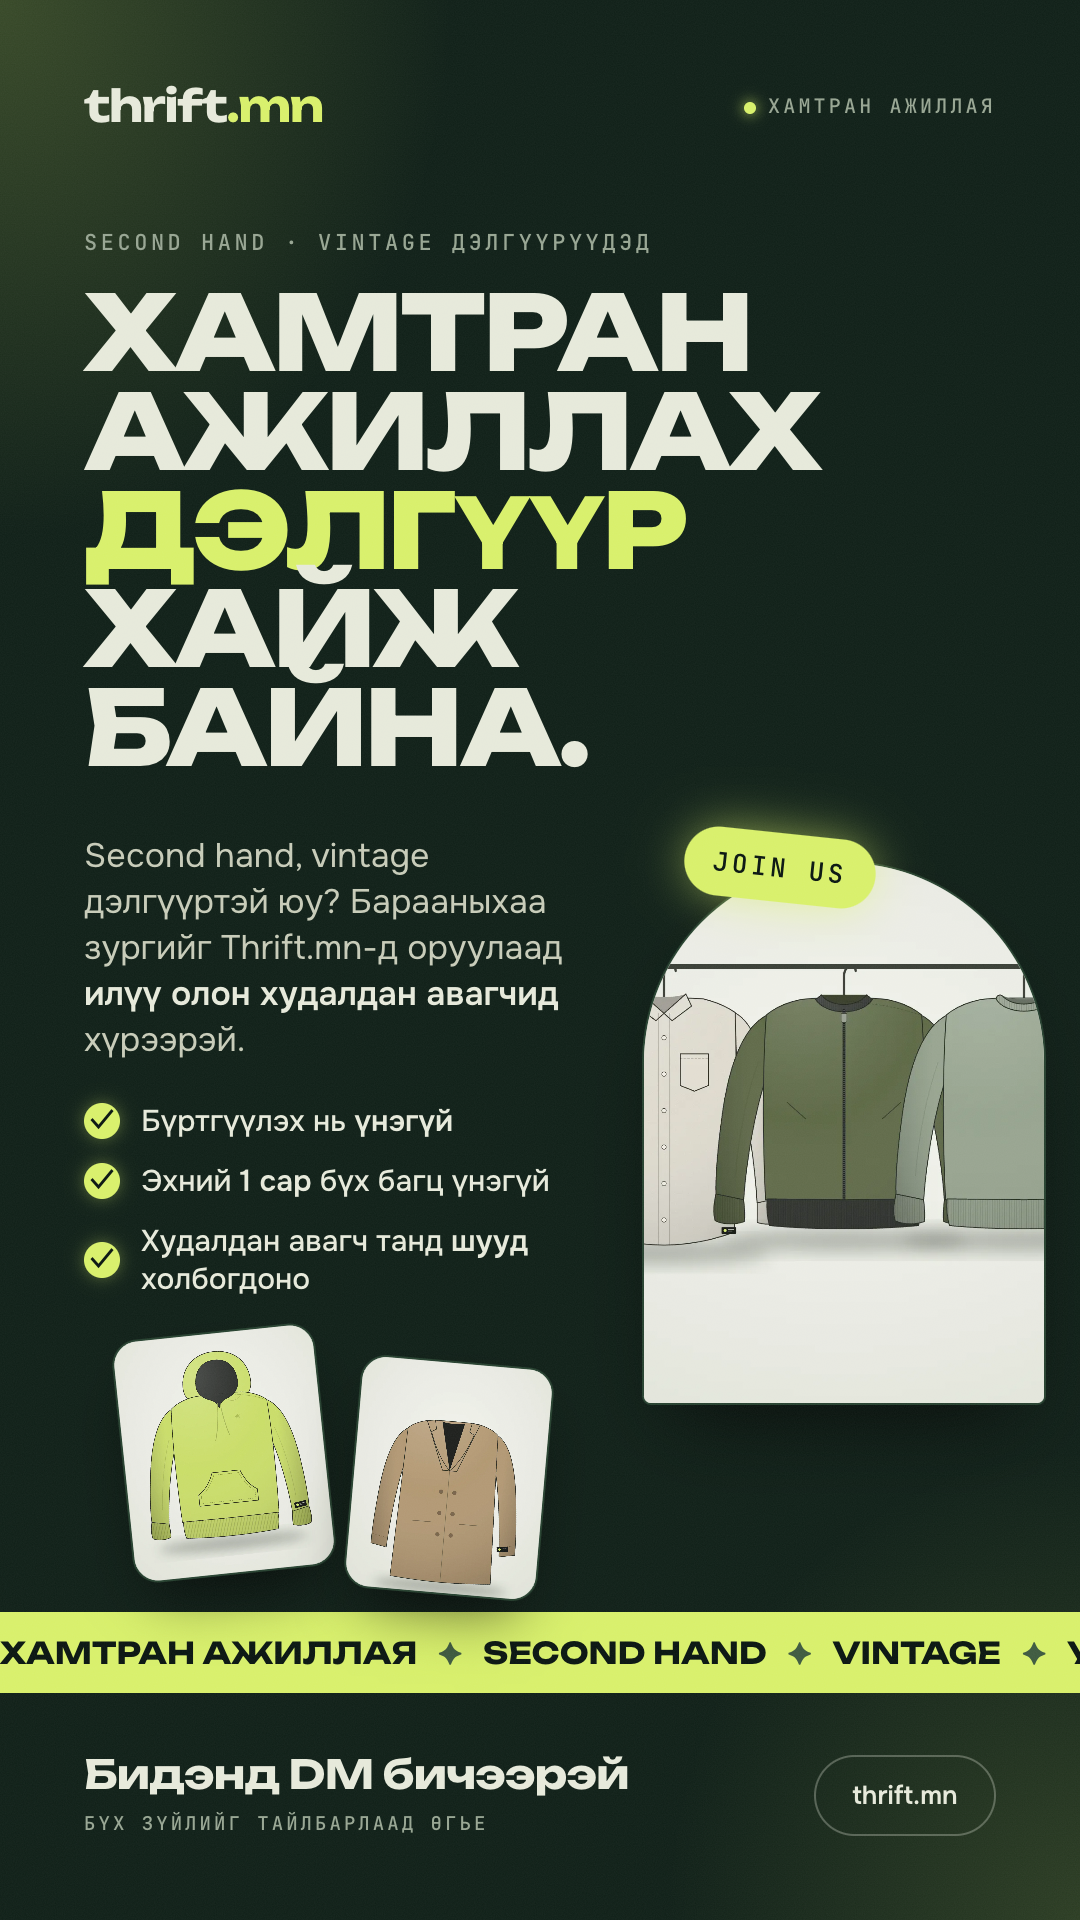 thrift.mn
ХАМТРАН АЖИЛЛАЯ
SECOND HAND · VINTAGE ДЭЛГҮҮРҮҮДЭД
ХАМТРАН
АЖИЛЛАХ
ДЭЛГҮҮР
ХАЙЖ
БАЙНА.
Second hand, vintage
дэлгүүртэй юу? Барааныхаа
зургийг Thrift.mn-д оруулаад
илүү олон худалдан авагчид
хүрээрэй.
JOIN US
Бүртгүүлэх нь үнэгүй
Эхний 1 сар бүх багц үнэгүй
Худалдан авагч танд шууд
холбогдоно
ХАМТРАН АЖИЛЛАЯ ✦ SECOND HAND ✦ VINTAGE ✦
Бидэнд DM бичээрэй
БҮХ ЗҮЙЛИЙГ ТАЙЛБАРЛААД ӨГЬЕ
thrift.mn